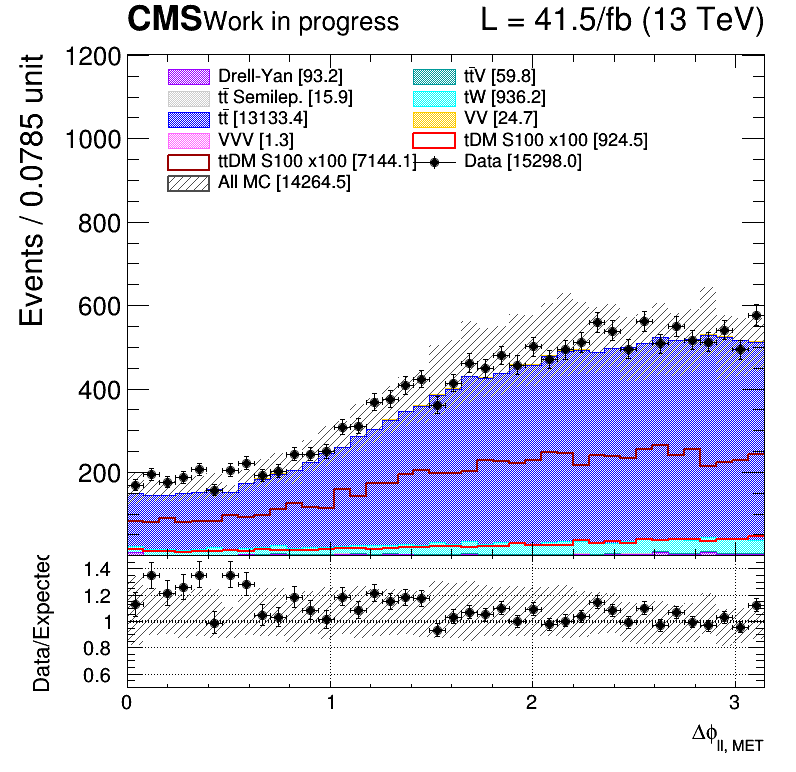 CMS Work in progress L = 41.5/fb (13 TeV)
Events / 0.0785 unit
1200
1000
800
600
400
200
Drell-Yan [93.2]
tt̄V [59.8]
tt̄ Semilep. [15.9]
tW [936.2]
tt̄ [13133.4]
VV [24.7]
VVV [1.3]
tDM S100 x100 [924.5]
ttDM S100 x100 [7144.1]
Data [15298.0]
All MC [14264.5]
Data/Expected
1.4
1.2
1
0.8
0.6
0 1 2 3
Δϕll, MET